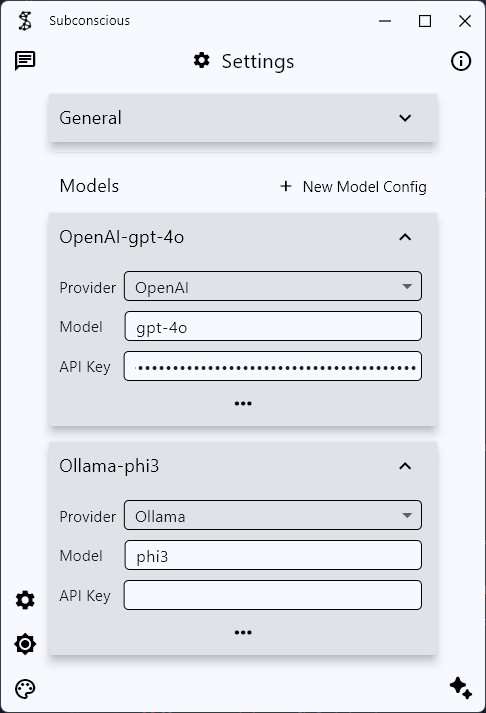 Subconscious
Settings
General
Models
+ New Model Config
OpenAI-gpt-4o
Provider OpenAI
Model gpt-4o
API Key ••••••••••••••••••••••••••••••••••••••
Ollama-phi3
Provider Ollama
Model phi3
API Key